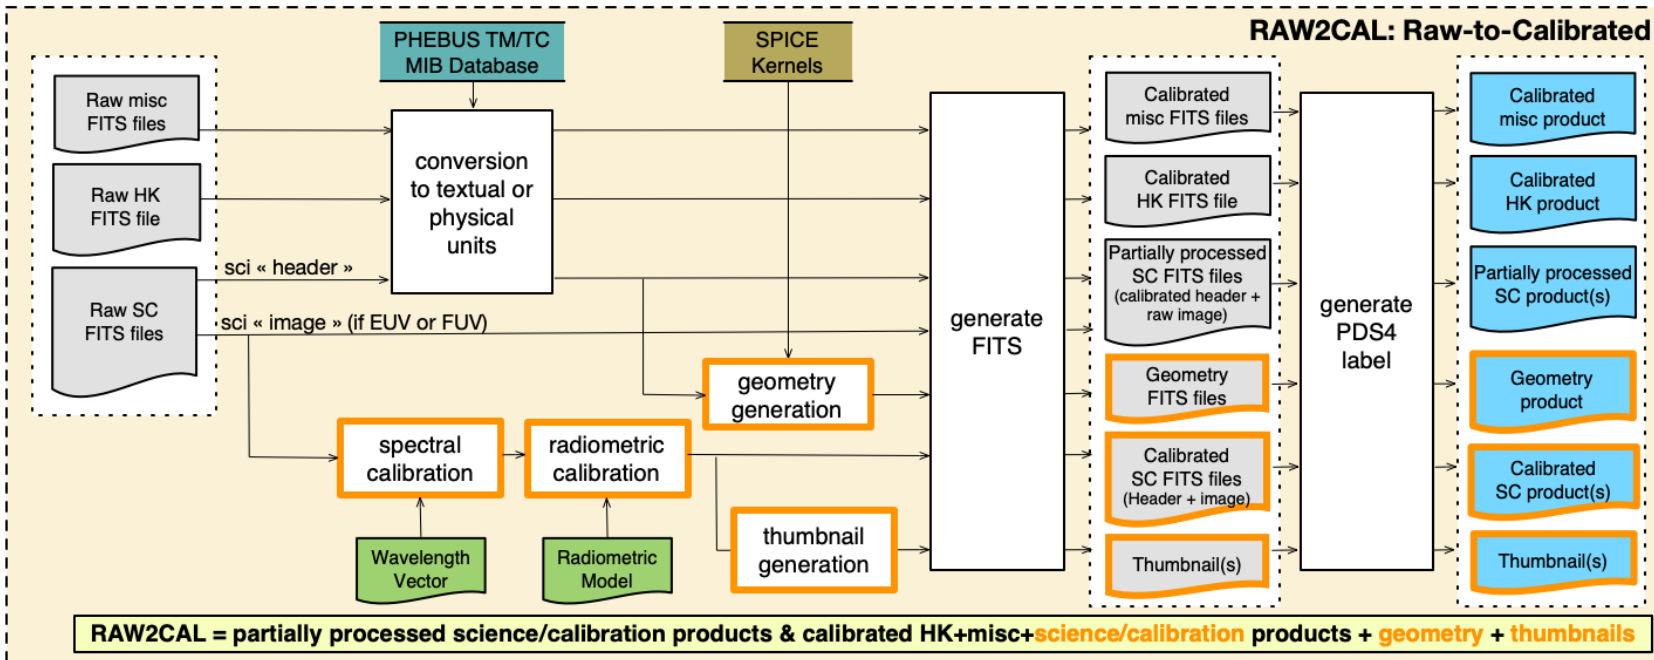 RAW2CAL: Raw-to-Calibrated
PHEBUS TM/TC
MIB Database
SPICE
Kernels
Raw misc
FITS files
Raw HK
FITS file
Raw SC
FITS files
sci « header »
sci « image » (if EUV or FUV)
conversion
to textual or
physical
units
geometry
generation
spectral
calibration
radiometric
calibration
thumbnail
generation
Wavelength
Vector
Radiometric
Model
generate
FITS
Calibrated
misc FITS files
Calibrated
HK FITS file
Partially processed
SC FITS files
(calibrated header +
raw image)
Geometry
FITS files
Calibrated
SC FITS files
(Header + image)
Thumbnail(s)
generate
PDS4
label
Calibrated
misc product
Calibrated
HK product
Partially processed
SC product(s)
Geometry
product
Calibrated
SC product(s)
Thumbnail(s)
RAW2CAL = partially processed science/calibration products & calibrated HK+misc+science/calibration products + geometry + thumbnails